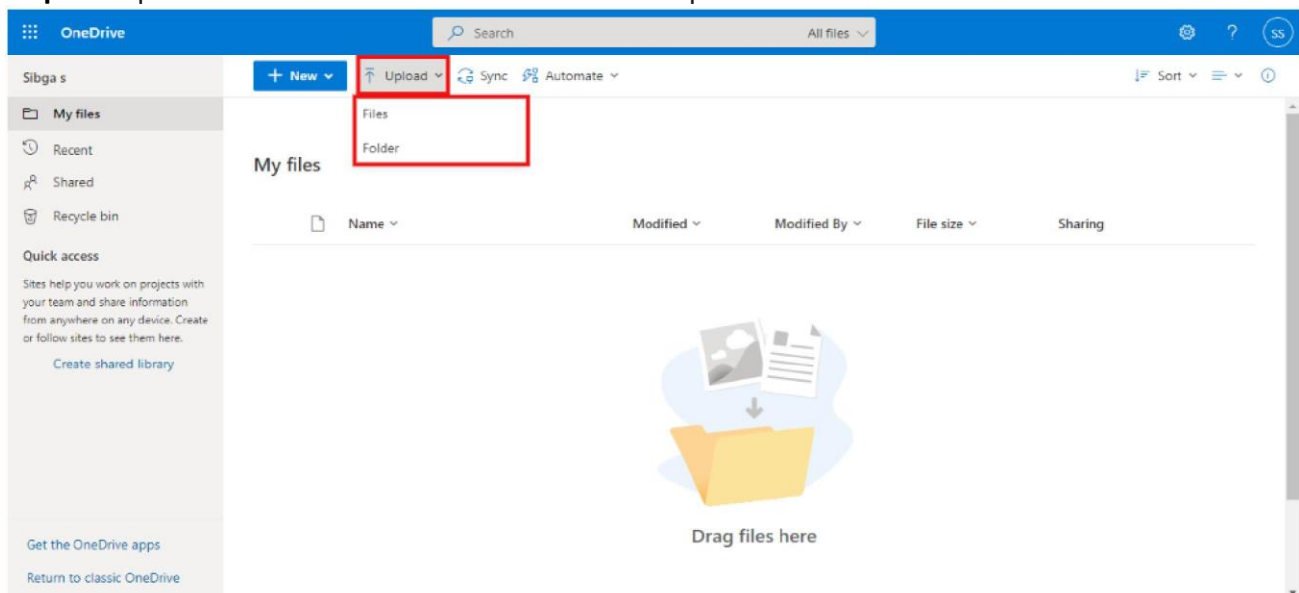 OneDrive
Search
All files
SS
Sibga s
+ New
Upload
Sync
Automate
Sort
My files
Files
Recent
Folder
My files
Shared
Recycle bin
Name
Modified
Modified By
File size
Sharing
Quick access
Sites help you work on projects with
your team and share information
from anywhere on any device. Create
or follow sites to see them here.
Create shared library
Drag files here
Get the OneDrive apps
Return to classic OneDrive